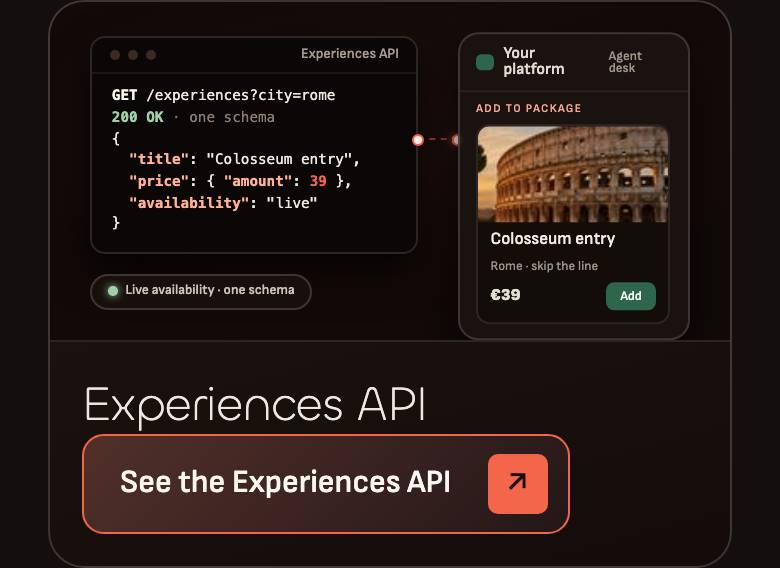 Experiences API
GET /experiences?city=rome
200 OK · one schema
{
"title": "Colosseum entry",
"price": { "amount": 39 },
"availability": "live"
}
Live availability · one schema
Your
platform
Agent
desk
ADD TO PACKAGE
Colosseum entry
Rome · skip the line
€39
Add
Experiences API
See the Experiences API